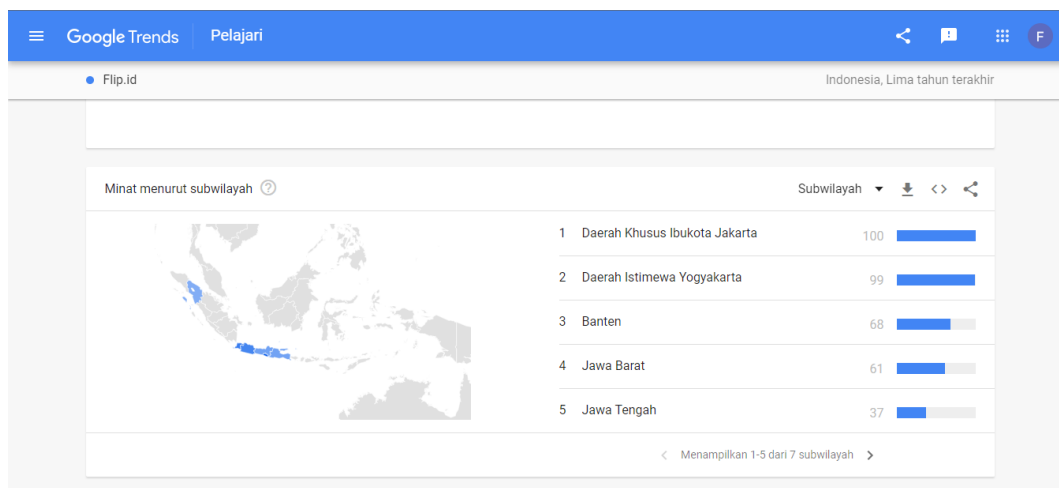 Google Trends Pelajari F
Flip.id Indonesia, Lima tahun terakhir
Minat menurut subwilayah ? Subwilayah
1 Daerah Khusus Ibukota Jakarta 100
2 Daerah Istimewa Yogyakarta 99
3 Banten 68
4 Jawa Barat 61
5 Jawa Tengah 37
Menampilkan 1-5 dari 7 subwilayah